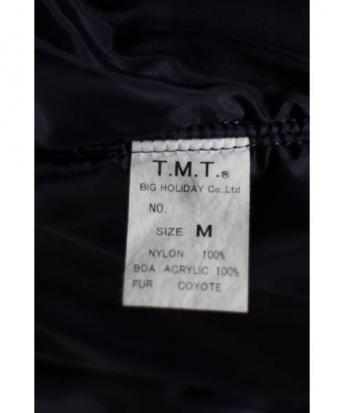 T.M.T.®
BIG HOLIDAY Co.,Ltd
NO.
SIZE M
NYLON 100%
BOA ACRYLIC 100%
FUR COYOTE